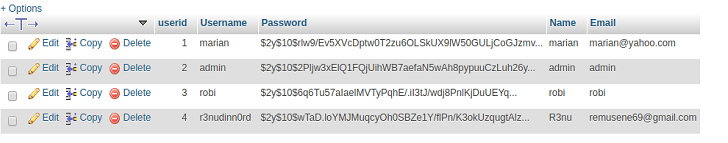 + Options
←T→ userid Username Password Name Email
Edit Copy Delete 1 marian $2y$10$rlw9/Ev5XVcDptw0T2zu6OLSkUX9lW50GULjCoGJzmv... marian marian@yahoo.com
Edit Copy Delete 2 admin $2y$10$2Pljw3xElQ1FQjUihWB7aefaN5wAh8pypuuCzLuh26y... admin admin
Edit Copy Delete 3 robi $2y$10$6q6Tu57aIaelMVTyPqhE/.iI3tJ/wdj8PnlKjDuUEYq... robi robi
Edit Copy Delete 4 r3nudinn0rd $2y$10$wTaD.loYMJMuqcyOh0SBZe1Y/flPn/K3okUzqugtAlz... R3nu remusene69@gmail.com